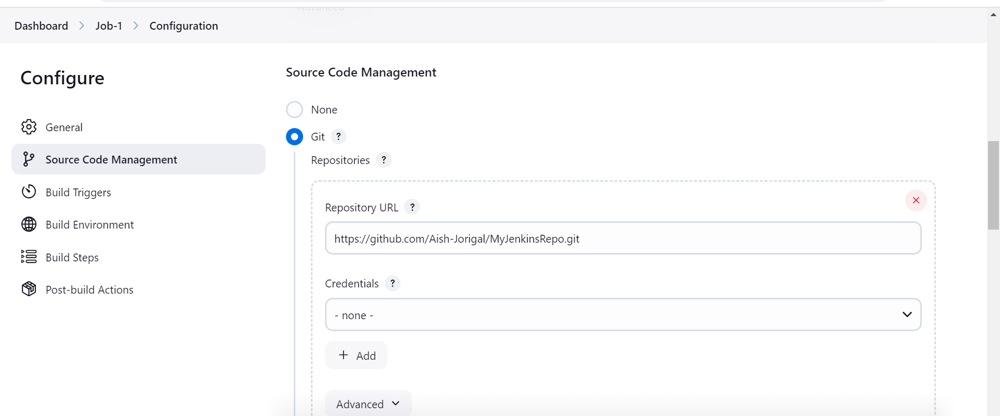 Advanced
Dashboard > Job-1 > Configuration
Configure
General
Source Code Management
Build Triggers
Build Environment
Build Steps
Post-build Actions
Source Code Management
None
Git ?
Repositories ?
Repository URL ?
https://github.com/Aish-Jorigal/MyJenkinsRepo.git
Credentials ?
- none -
+ Add
Advanced